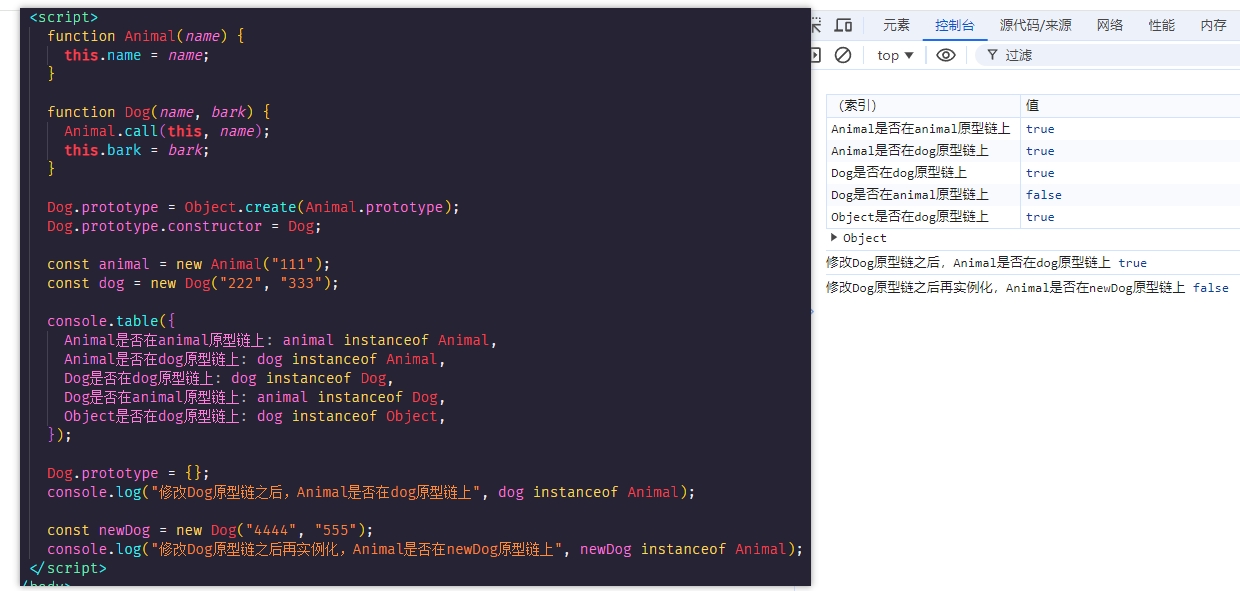 <script>
function Animal(name) {
this.name = name;
}
function Dog(name, bark) {
Animal.call(this, name);
this.bark = bark;
}
Dog.prototype = Object.create(Animal.prototype);
Dog.prototype.constructor = Dog;
const animal = new Animal("111");
const dog = new Dog("222", "333");
console.table({
Animal是否在animal原型链上: animal instanceof Animal,
Animal是否在dog原型链上: dog instanceof Animal,
Dog是否在dog原型链上: dog instanceof Dog,
Dog是否在animal原型链上: animal instanceof Dog,
Object是否在dog原型链上: dog instanceof Object,
});
Dog.prototype = {};
console.log("修改Dog原型链之后，Animal是否在dog原型链上", dog instanceof Animal);
const newDog = new Dog("4444", "555");
console.log("修改Dog原型链之后再实例化，Animal是否在newDog原型链上", newDog instanceof Animal);
</script>
元素 控制台 源代码/来源 网络 性能 内存
top 过滤
（索引） 值
Animal是否在animal原型链上 true
Animal是否在dog原型链上 true
Dog是否在dog原型链上 true
Dog是否在animal原型链上 false
Object是否在dog原型链上 true
Object
修改Dog原型链之后，Animal是否在dog原型链上 true
修改Dog原型链之后再实例化，Animal是否在newDog原型链上 false